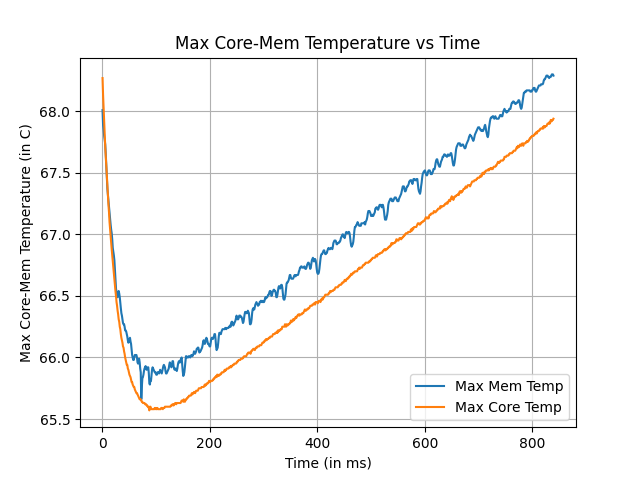 Max Core-Mem Temperature vs Time
Max Core-Mem Temperature (in C)
68.0
67.5
67.0
66.5
66.0
65.5
0
200
400
600
800
Time (in ms)
Max Mem Temp
Max Core Temp